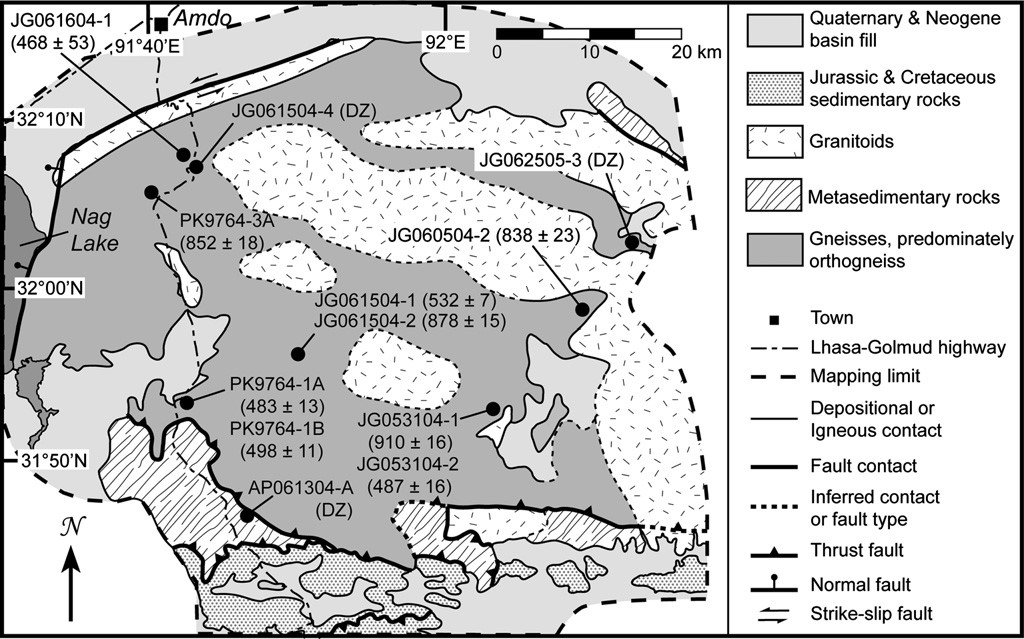 JG061604-1
(468 ± 53)
Amdo
91°40'E
92°E
0
10
20 km
32°10'N
JG061504-4 (DZ)
JG062505-3 (DZ)
Nag
Lake
PK9764-3A
(852 ± 18)
JG060504-2 (838 ± 23)
32°00'N
JG061504-1 (532 ± 7)
JG061504-2 (878 ± 15)
PK9764-1A
(483 ± 13)
PK9764-1B
(498 ± 11)
JG053104-1
(910 ± 16)
JG053104-2
(487 ± 16)
31°50'N
AP061304-A
(DZ)
N
Quaternary & Neogene
basin fill
Jurassic & Cretaceous
sedimentary rocks
Granitoids
Metasedimentary rocks
Gneisses, predominately
orthogneiss
Town
Lhasa-Golmud highway
Mapping limit
Depositional or
Igneous contact
Fault contact
Inferred contact
or fault type
Thrust fault
Normal fault
Strike-slip fault